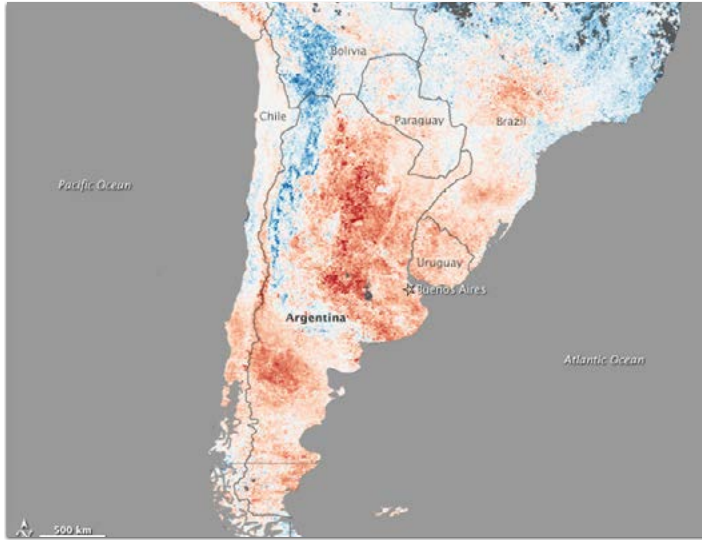 Bolivia
Chile
Paraguay
Brazil
Pacific Ocean
Uruguay
Buenos Aires
Argentina
Atlantic Ocean
500 km